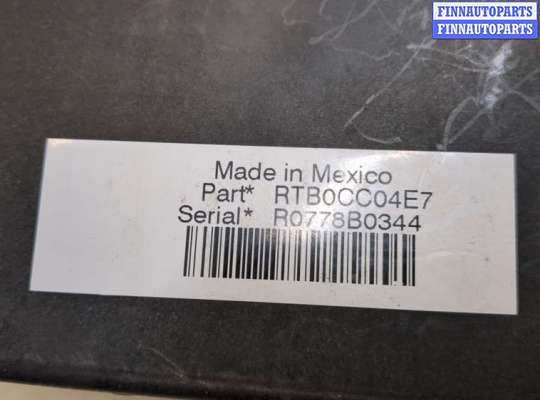 FINNAUTOPARTS
FINNAUTOPARTS
Made in Mexico
Part* RTB0CC04E7
Serial* R0778B0344